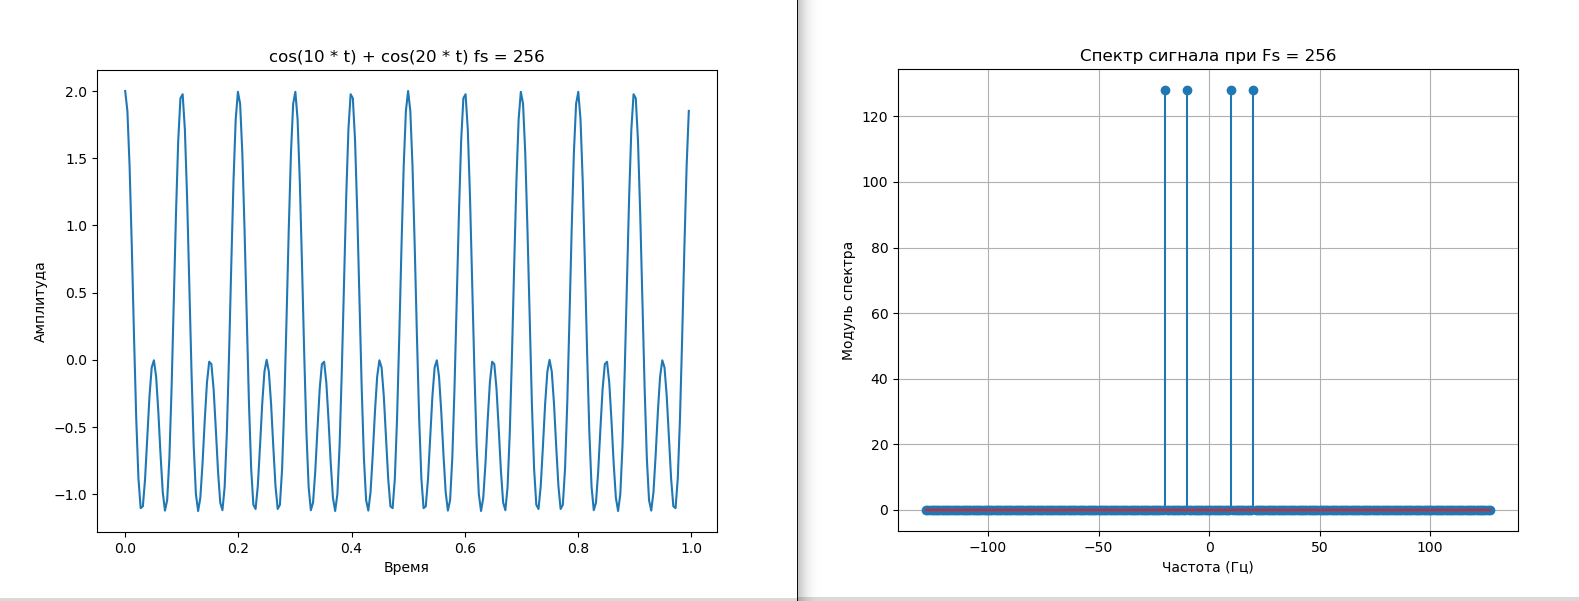 cos(10 * t) + cos(20 * t) fs = 256
2.0
1.5
1.0
0.5
0.0
−0.5
−1.0
Амплитуда
0.0 0.2 0.4 0.6 0.8 1.0
Время
Спектр сигнала при Fs = 256
120
100
80
60
40
20
0
Модуль спектра
−100 −50 0 50 100
Частота (Гц)